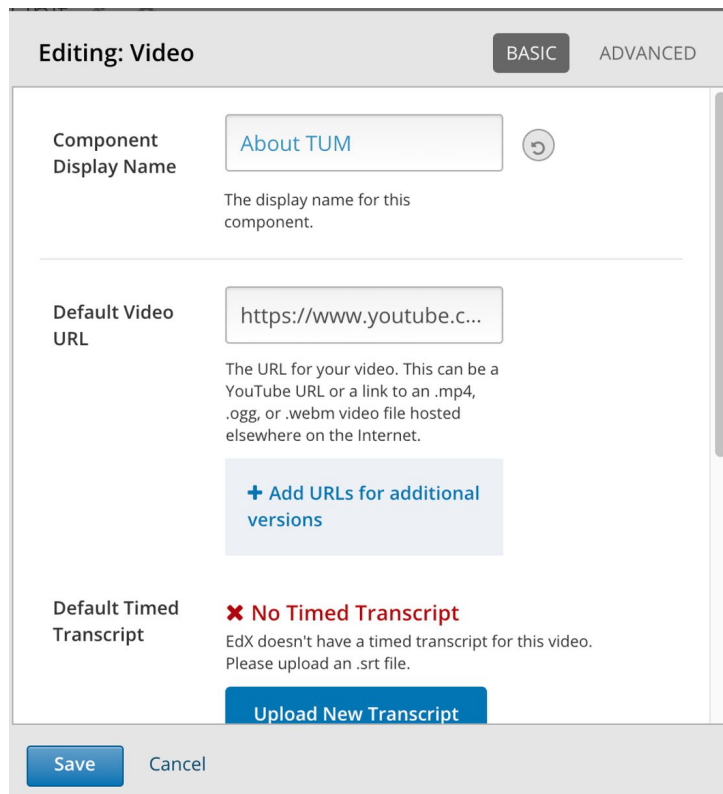 Editing: Video
BASIC
ADVANCED
Component
Display Name
About TUM
The display name for this
component.
Default Video
URL
https://www.youtube.c...
The URL for your video. This can be a
YouTube URL or a link to an .mp4,
.ogg, or .webm video file hosted
elsewhere on the Internet.
+ Add URLs for additional
versions
Default Timed
Transcript
✖ No Timed Transcript
EdX doesn't have a timed transcript for this video.
Please upload an .srt file.
Upload New Transcript
Save
Cancel